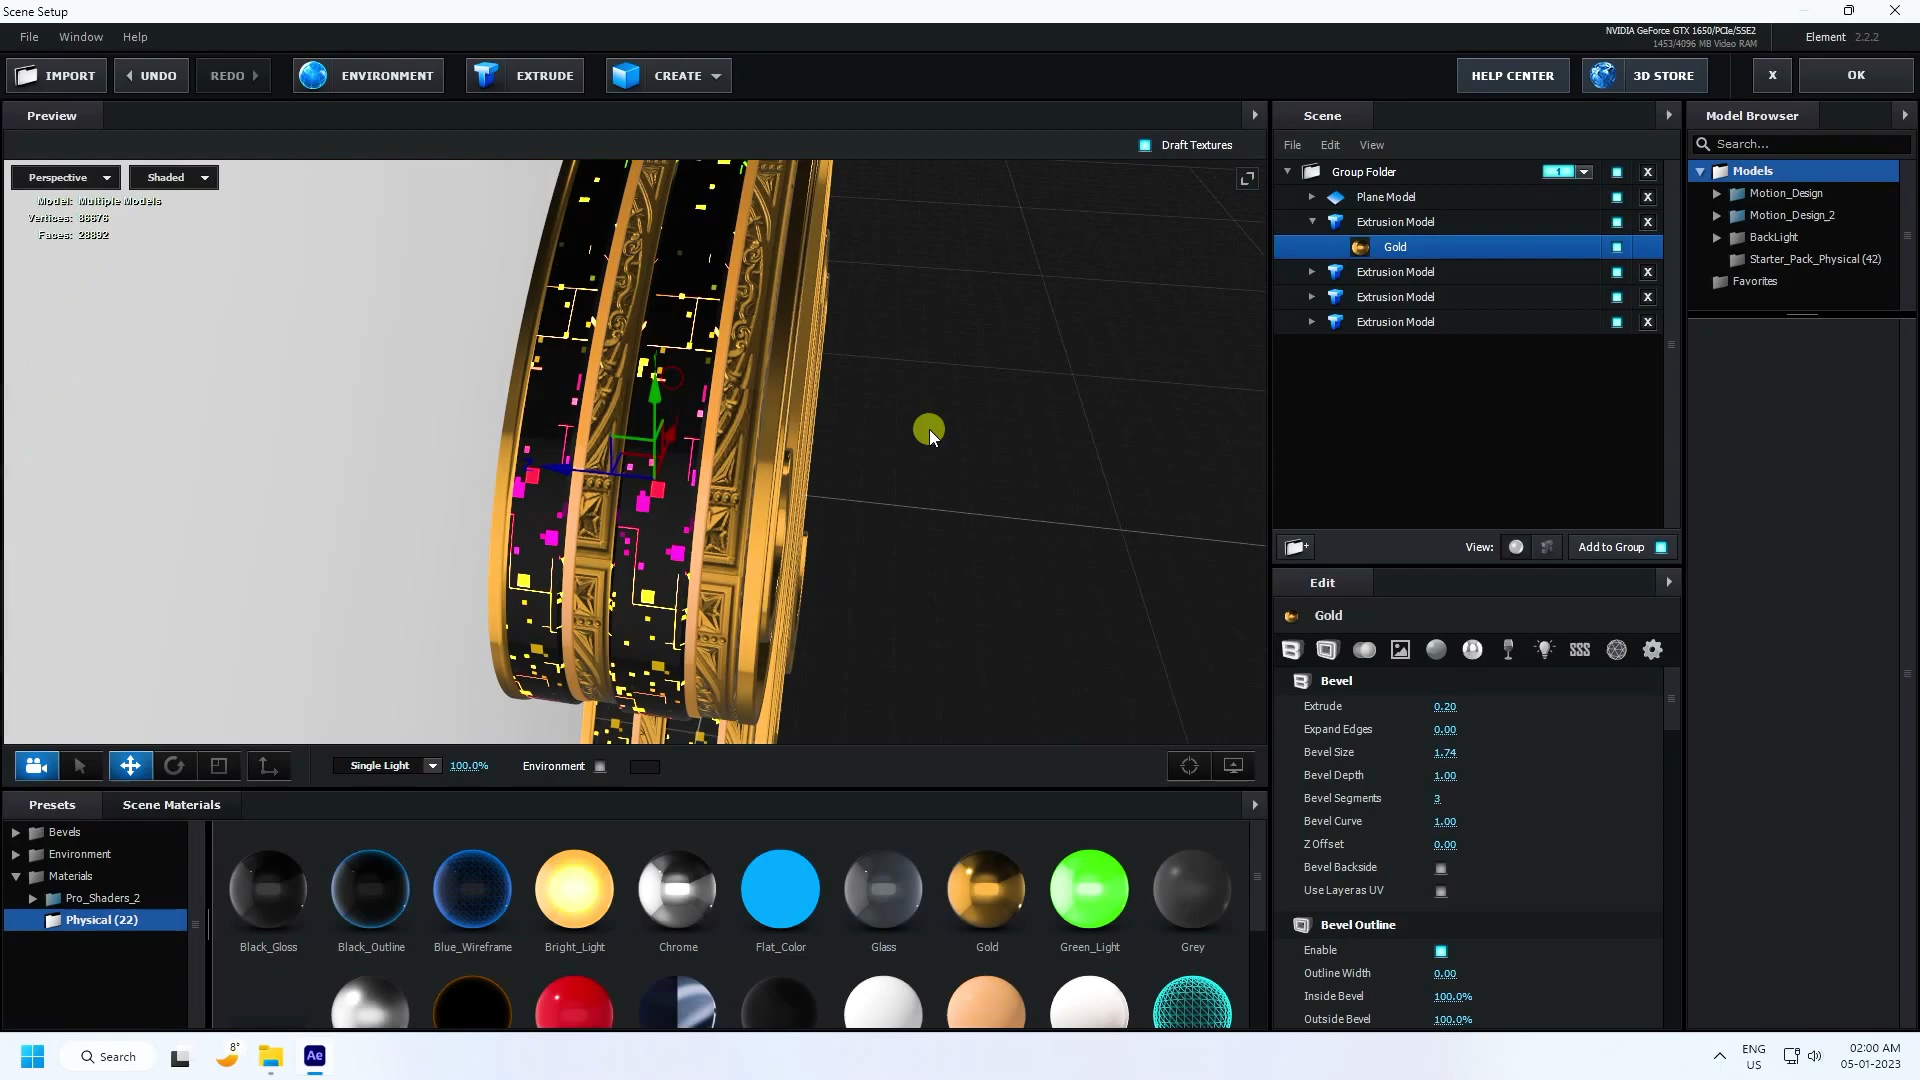 Scene Setup
File Window Help
NVIDIA GeForce GTX 1650/PCIe/SSE2
1453/4096 MB Video RAM
Element 2.2.2
IMPORT UNDO REDO ENVIRONMENT EXTRUDE CREATE HELP CENTER 3D STORE X OK
Preview
Draft Textures
Perspective Shaded
Model: Multiple Models
Vertices: 86676
Faces: 28892
Single Light 100.0% Environment
Scene
File Edit View
Group Folder 1 X
Plane Model X
Extrusion Model X
Gold
Extrusion Model X
Extrusion Model X
Extrusion Model X
View: Add to Group
Model Browser
Search...
Models
Motion_Design
Motion_Design_2
BackLight
Starter_Pack_Physical (42)
Favorites
Edit
Gold
Bevel
Extrude 0.20
Expand Edges 0.00
Bevel Size 1.74
Bevel Depth 1.00
Bevel Segments 3
Bevel Curve 1.00
Z Offset 0.00
Bevel Backside
Use Layer as UV
Bevel Outline
Enable
Outline Width 0.00
Inside Bevel 100.0%
Outside Bevel 100.0%
Presets Scene Materials
Bevels
Environment
Materials
Pro_Shaders_2
Physical (22)
Black_Gloss Black_Outline Blue_Wireframe Bright_Light Chrome Flat_Color Glass Gold Green_Light Grey
Search
8°
Ae
ENG
US
02:00 AM
05-01-2023